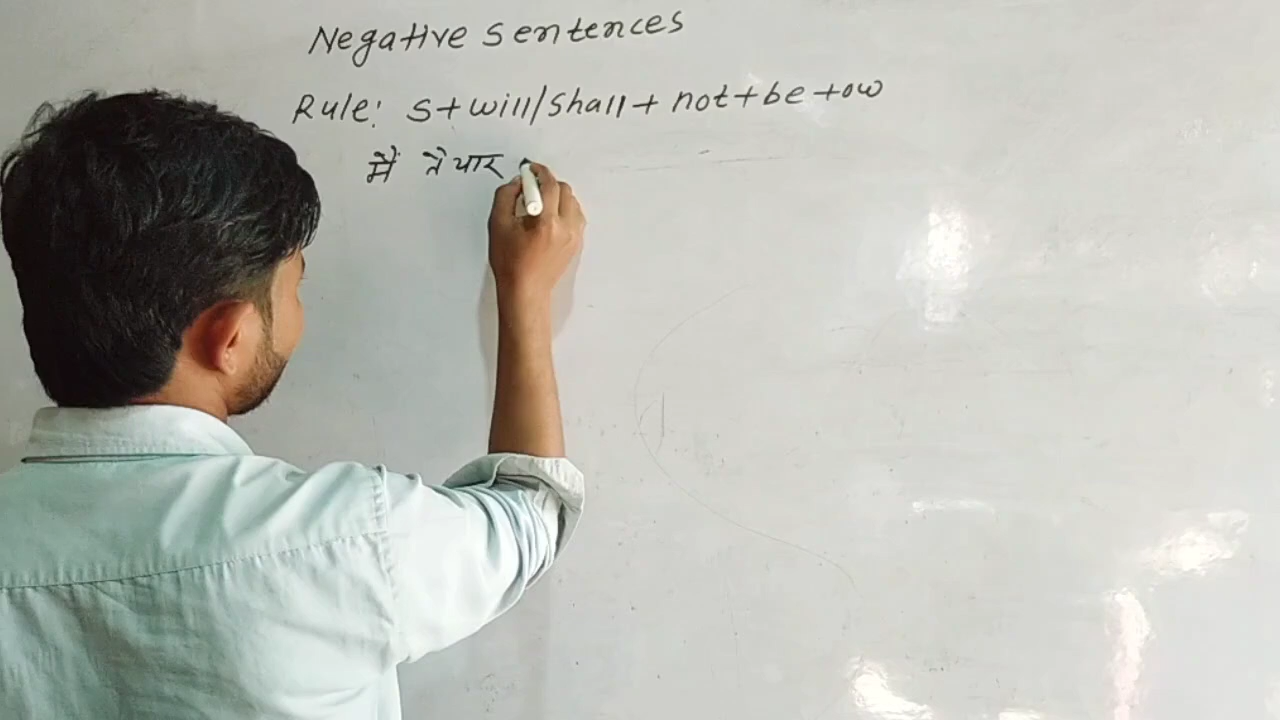 Negative Sentences
Rule: S+will/shall+not+be+ow
मैं तैयार